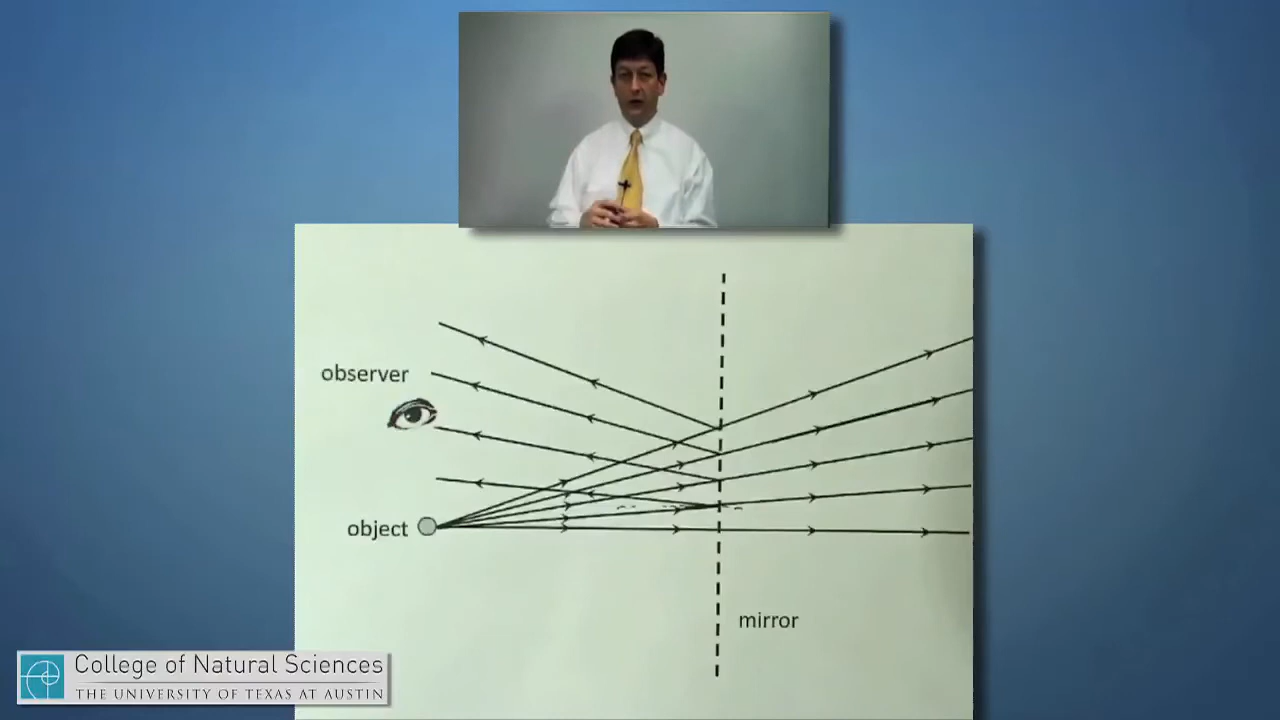 observer
object
mirror
College of Natural Sciences
THE UNIVERSITY OF TEXAS AT AUSTIN